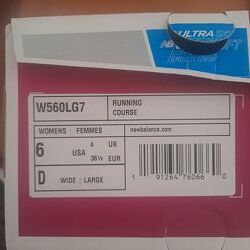 ULTRA
W560LG7
RUNNING
COURSE
WOMENS FEMMES
newbalance.com
6 USA
4 UK
36½ EUR
D WIDE : LARGE
1 91264 76066 0